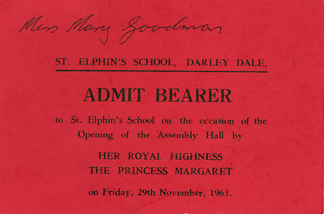 Miss Mary Goodman
ST. ELPHIN'S SCHOOL, DARLEY DALE.
ADMIT BEARER
to St. Elphin's School on the occasion of the
Opening of the Assembly Hall by
HER ROYAL HIGHNESS
THE PRINCESS MARGARET
on Friday, 29th November, 1963.